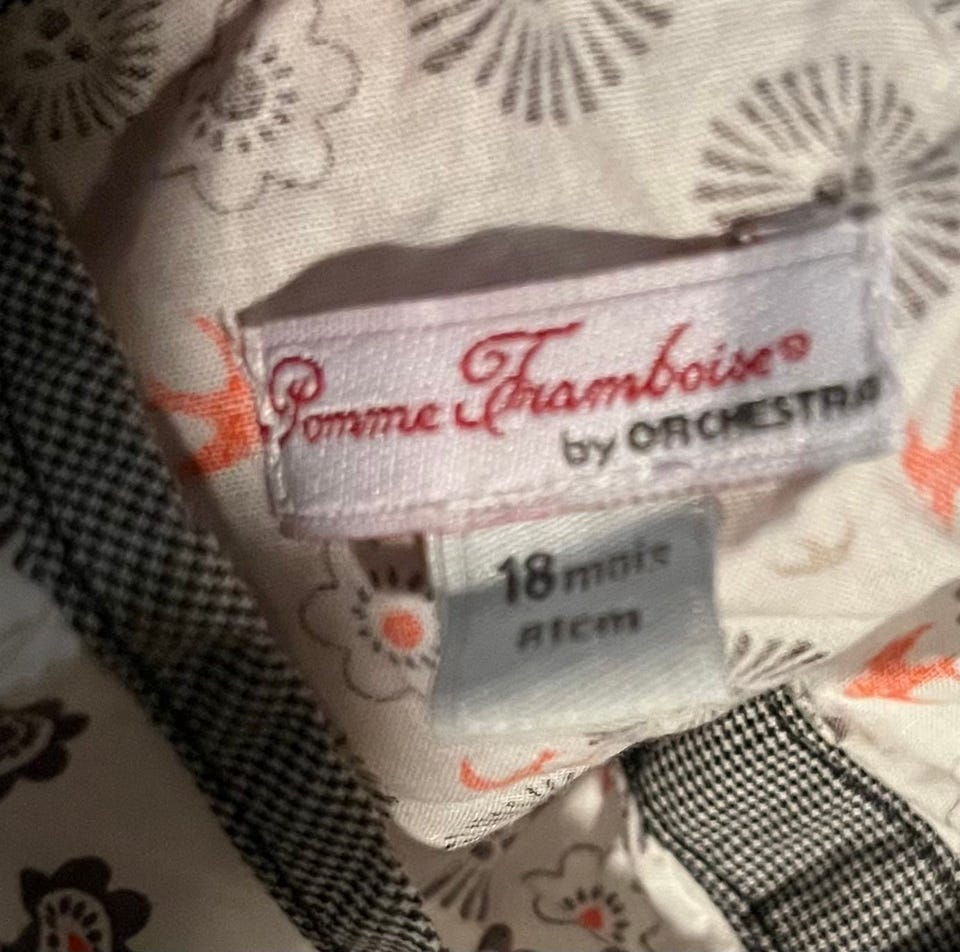 Pomme Framboise®
by ORCHESTRA
18 mois
81cm